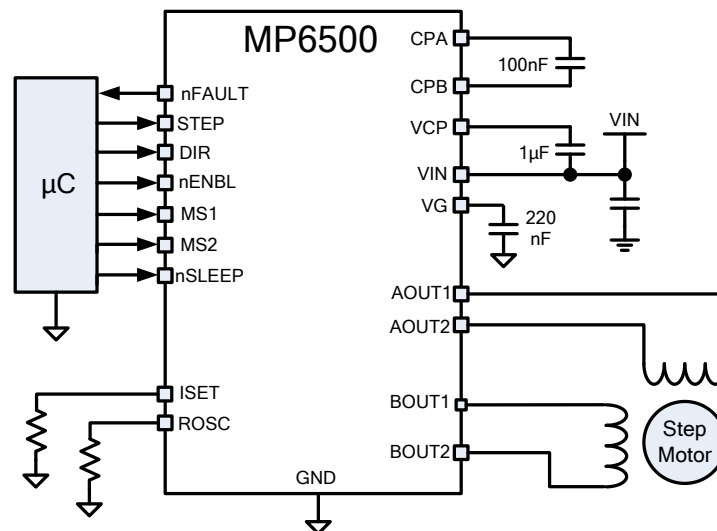 MP6500
µC
nFAULT
STEP
DIR
nENBL
MS1
MS2
nSLEEP
ISET
ROSC
GND
CPA
CPB
VCP
VIN
VG
AOUT1
AOUT2
BOUT1
BOUT2
100nF
1µF
VIN
220
nF
Step
Motor